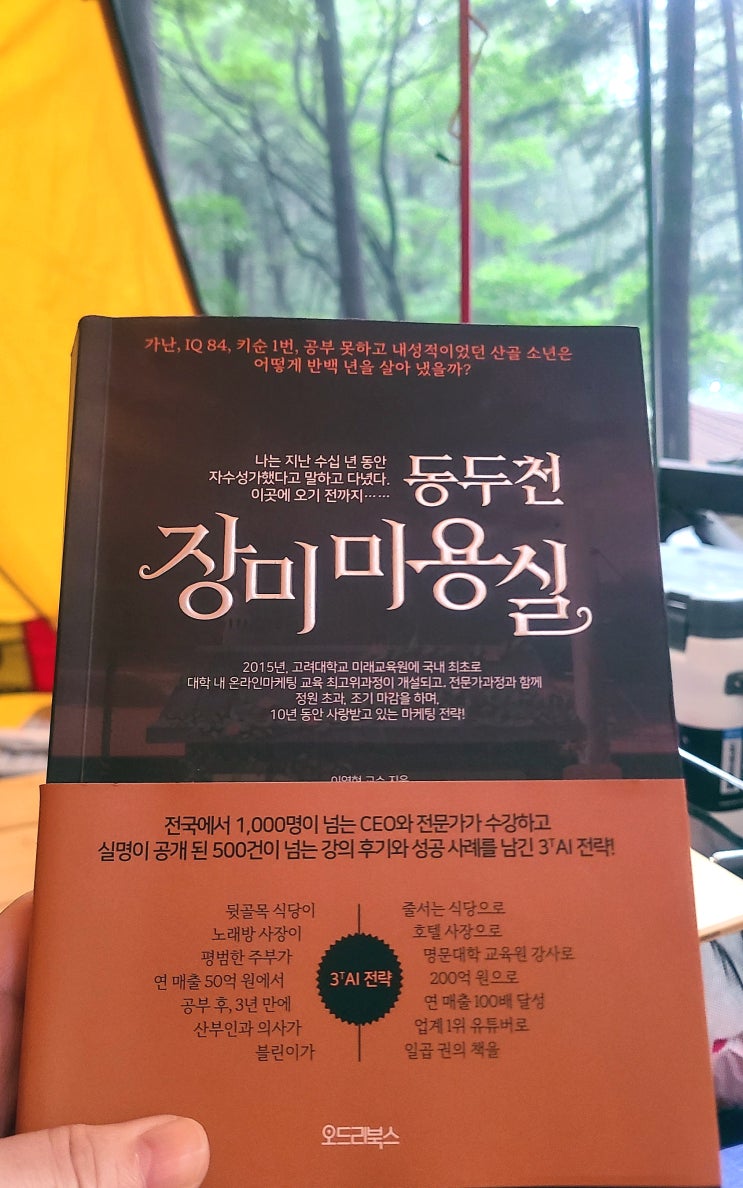 가난, IQ 84, 키순 1번, 공부 못하고 내성적이었던 산골 소년은
어떻게 반백 년을 살아 냈을까?
나는 지난 수십 년 동안
자수성가했다고 말하고 다녔다.
이곳에 오기 전까지……
동두천
장미 미용실
2015년, 고려대학교 미래교육원에 국내 최초로
대학 내 온라인마케팅 교육 최고위과정이 개설되고, 전문가과정과 함께
정원 초과, 조기 마감을 하며,
10년 동안 사랑받고 있는 마케팅 전략!
전국에서 1,000명이 넘는 CEO와 전문가가 수강하고
실명이 공개 된 500건이 넘는 강의 후기와 성공 사례를 남긴 3ᵀAI 전략!
뒷골목 식당이 줄서는 식당으로
노래방 사장이 호텔 사장으로
평범한 주부가 명문대학 교육원 강사로
연 매출 50억 원에서 200억 원으로
공부 후, 3년 만에 연 매출 100배 달성
산부인과 의사가 업계 1위 유튜버로
블린이가 일곱 권의 책을
3ᵀAI 전략
오드리북스